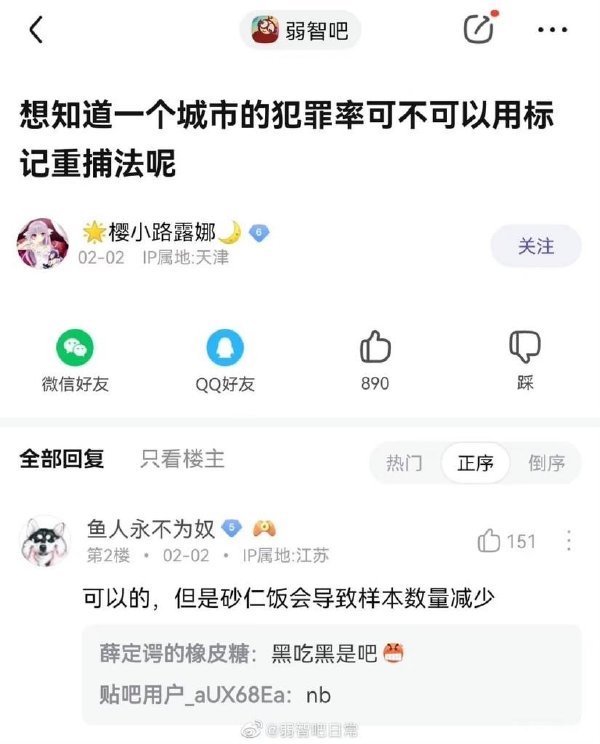 弱智吧
想知道一个城市的犯罪率可不可以用标
记重捕法呢
🌟樱小路露娜🌙 6
02-02 IP属地:天津
关注
微信好友
QQ好友
890
踩
全部回复 只看楼主
热门 正序 倒序
鱼人永不为奴 5
第2楼 · 02-02 · IP属地:江苏
151
可以的，但是砂仁饭会导致样本数量减少
薛定谔的橡皮糖：黑吃黑是吧
贴吧用户_aUX68Ea：nb
@弱智吧日常